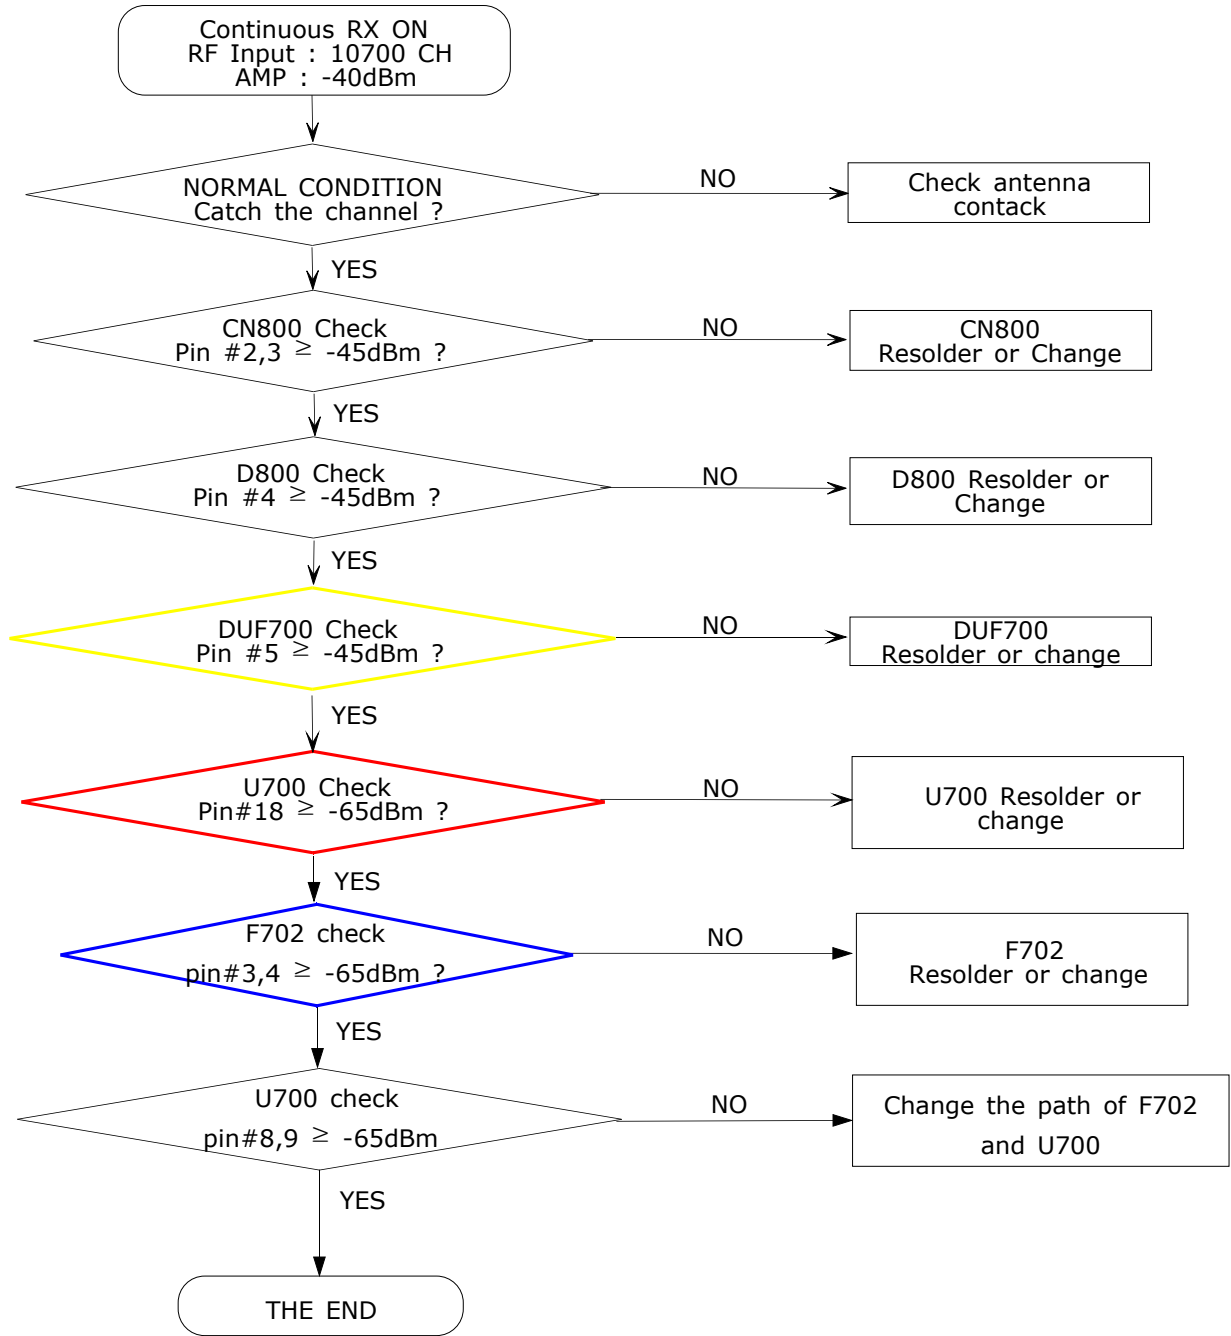 Continuous RX ON
RF Input : 10700 CH
AMP : -40dBm
NORMAL CONDITION
Catch the channel ?
NO
Check antenna
contack
YES
CN800 Check
Pin #2,3 ≥ -45dBm ?
NO
CN800
Resolder or Change
YES
D800 Check
Pin #4 ≥ -45dBm ?
NO
D800 Resolder or
Change
YES
DUF700 Check
Pin #5 ≥ -45dBm ?
NO
DUF700
Resolder or change
YES
U700 Check
Pin#18 ≥ -65dBm ?
NO
U700 Resolder or
change
YES
F702 check
pin#3,4 ≥ -65dBm ?
NO
F702
Resolder or change
YES
U700 check
pin#8,9 ≥ -65dBm
NO
Change the path of F702
and U700
YES
THE END